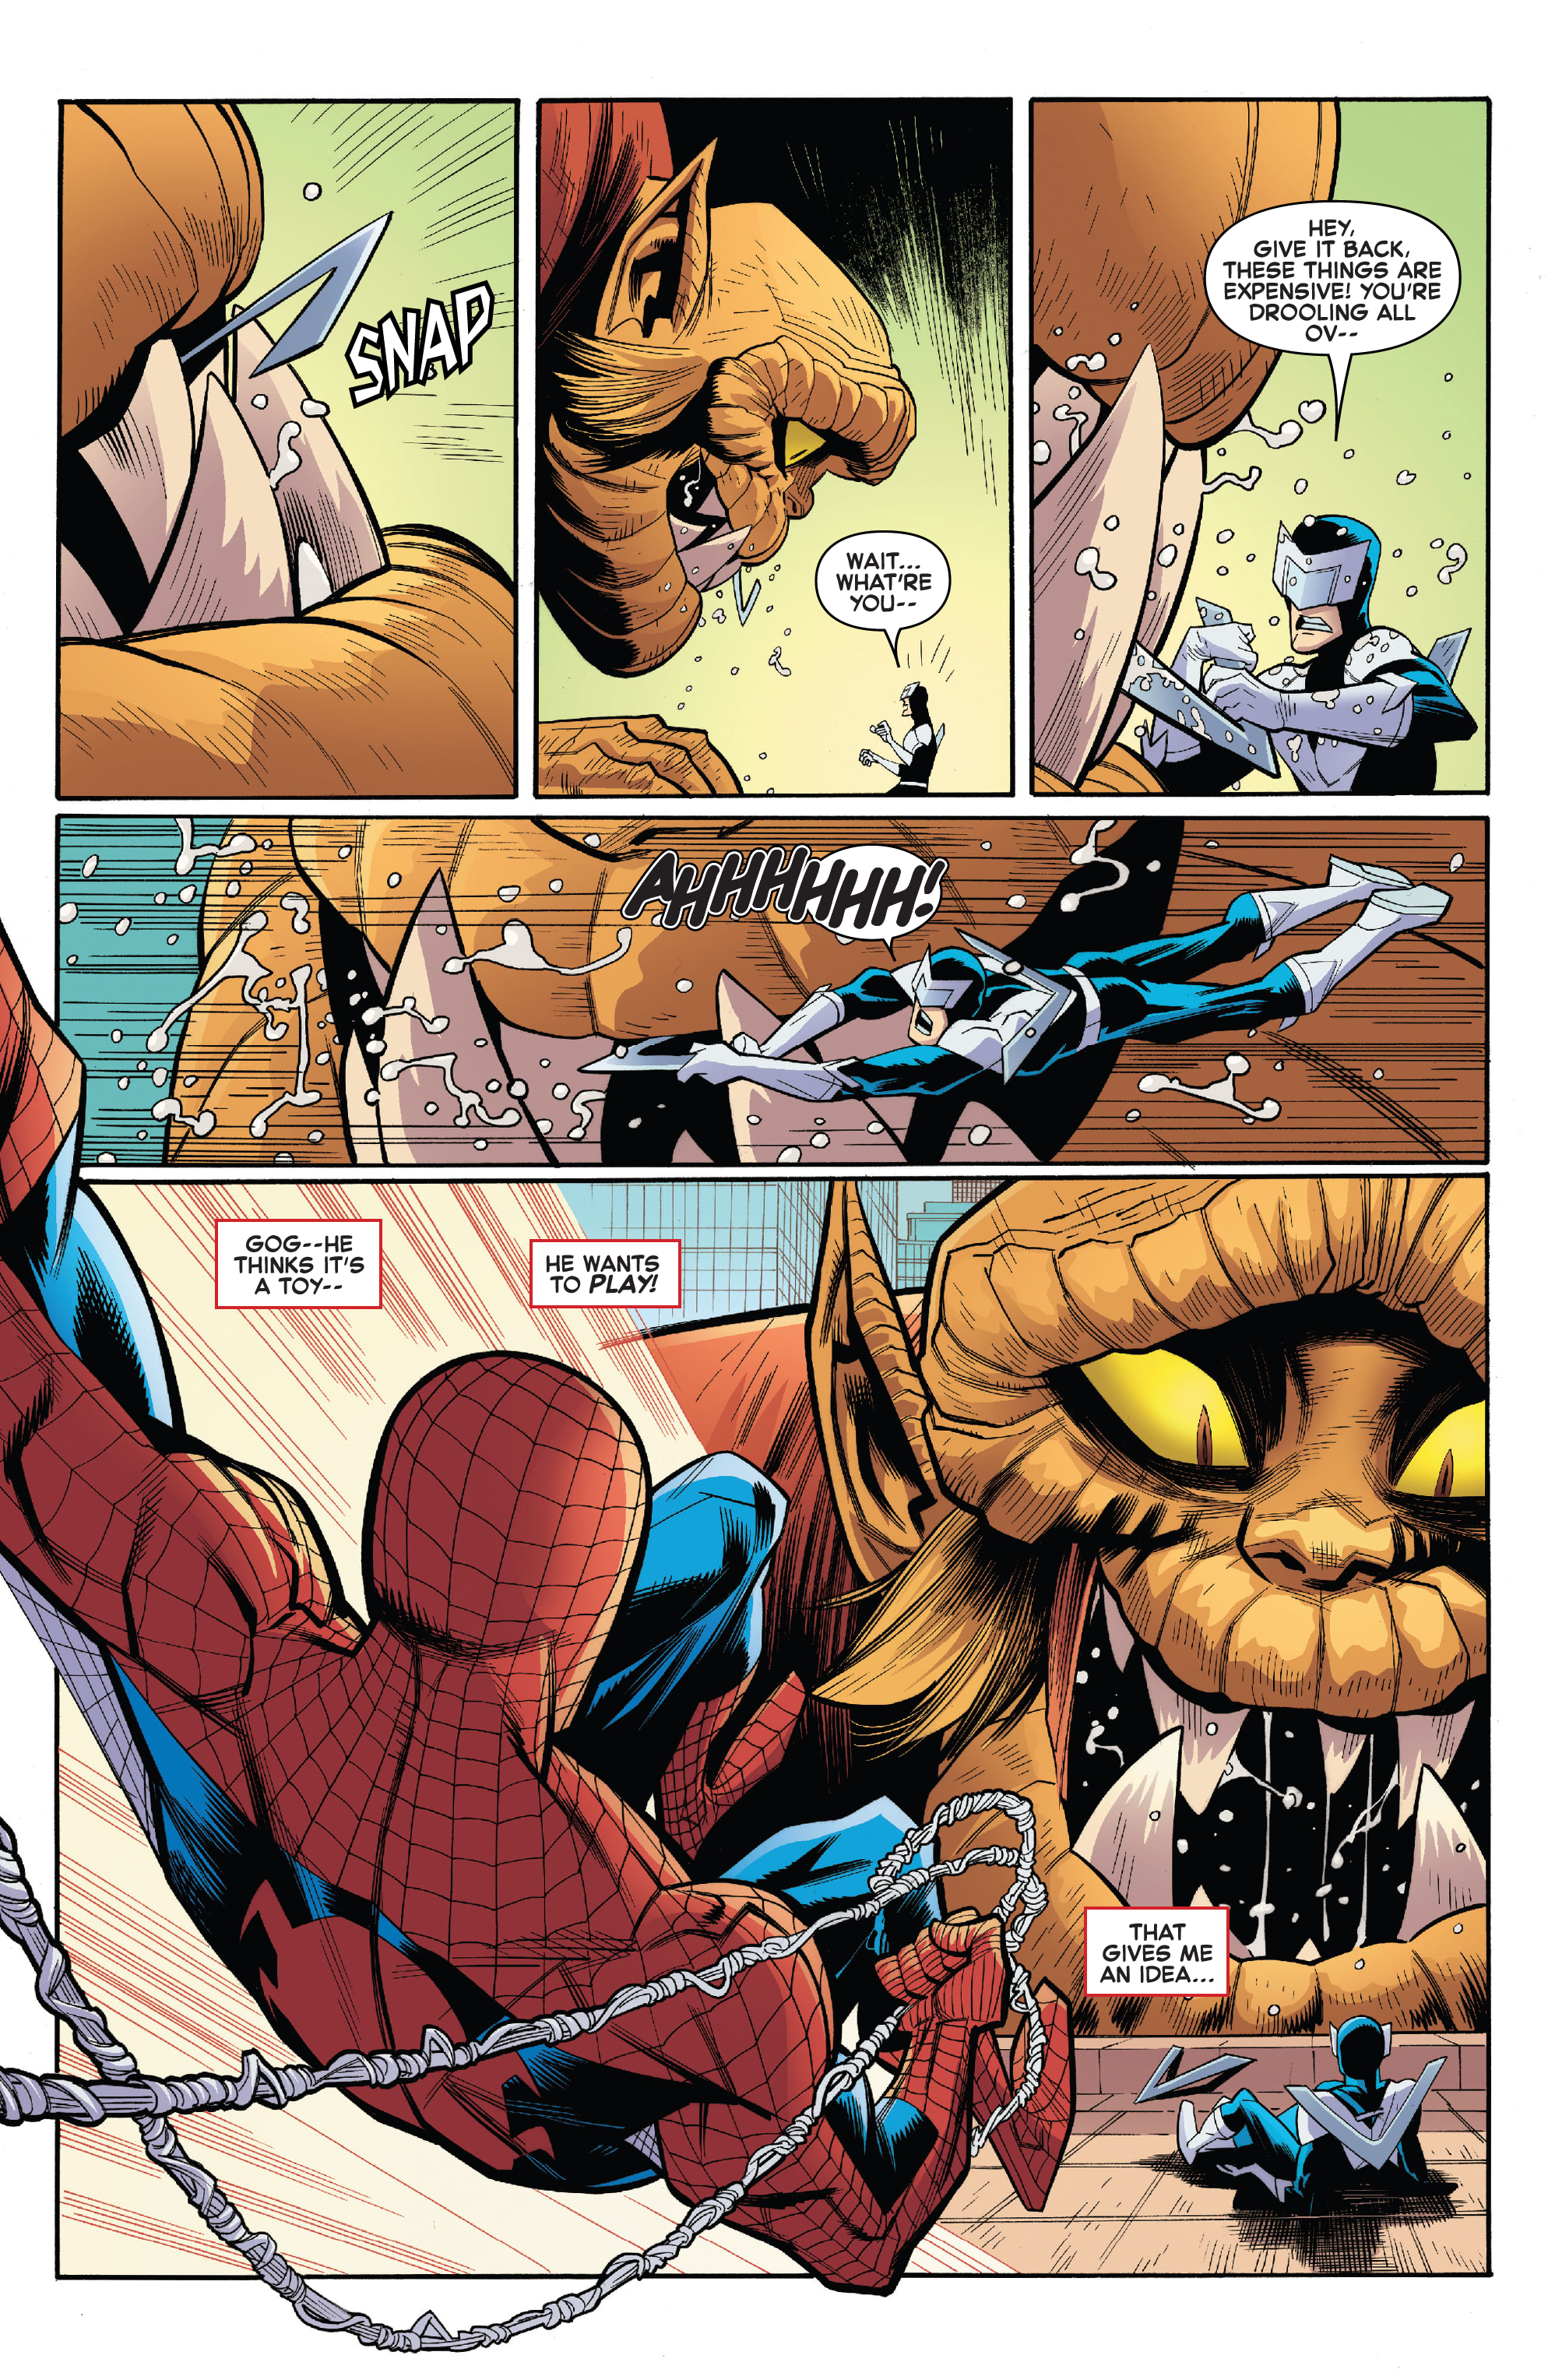 SNAP
WAIT...
WHAT'RE
YOU--
HEY,
GIVE IT BACK,
THESE THINGS ARE
EXPENSIVE! YOU'RE
DROOLING ALL
OV--
AHHHHHHH!
GOG--HE
THINKS IT'S
A TOY--
HE WANTS
TO PLAY!
THAT
GIVES ME
AN IDEA...